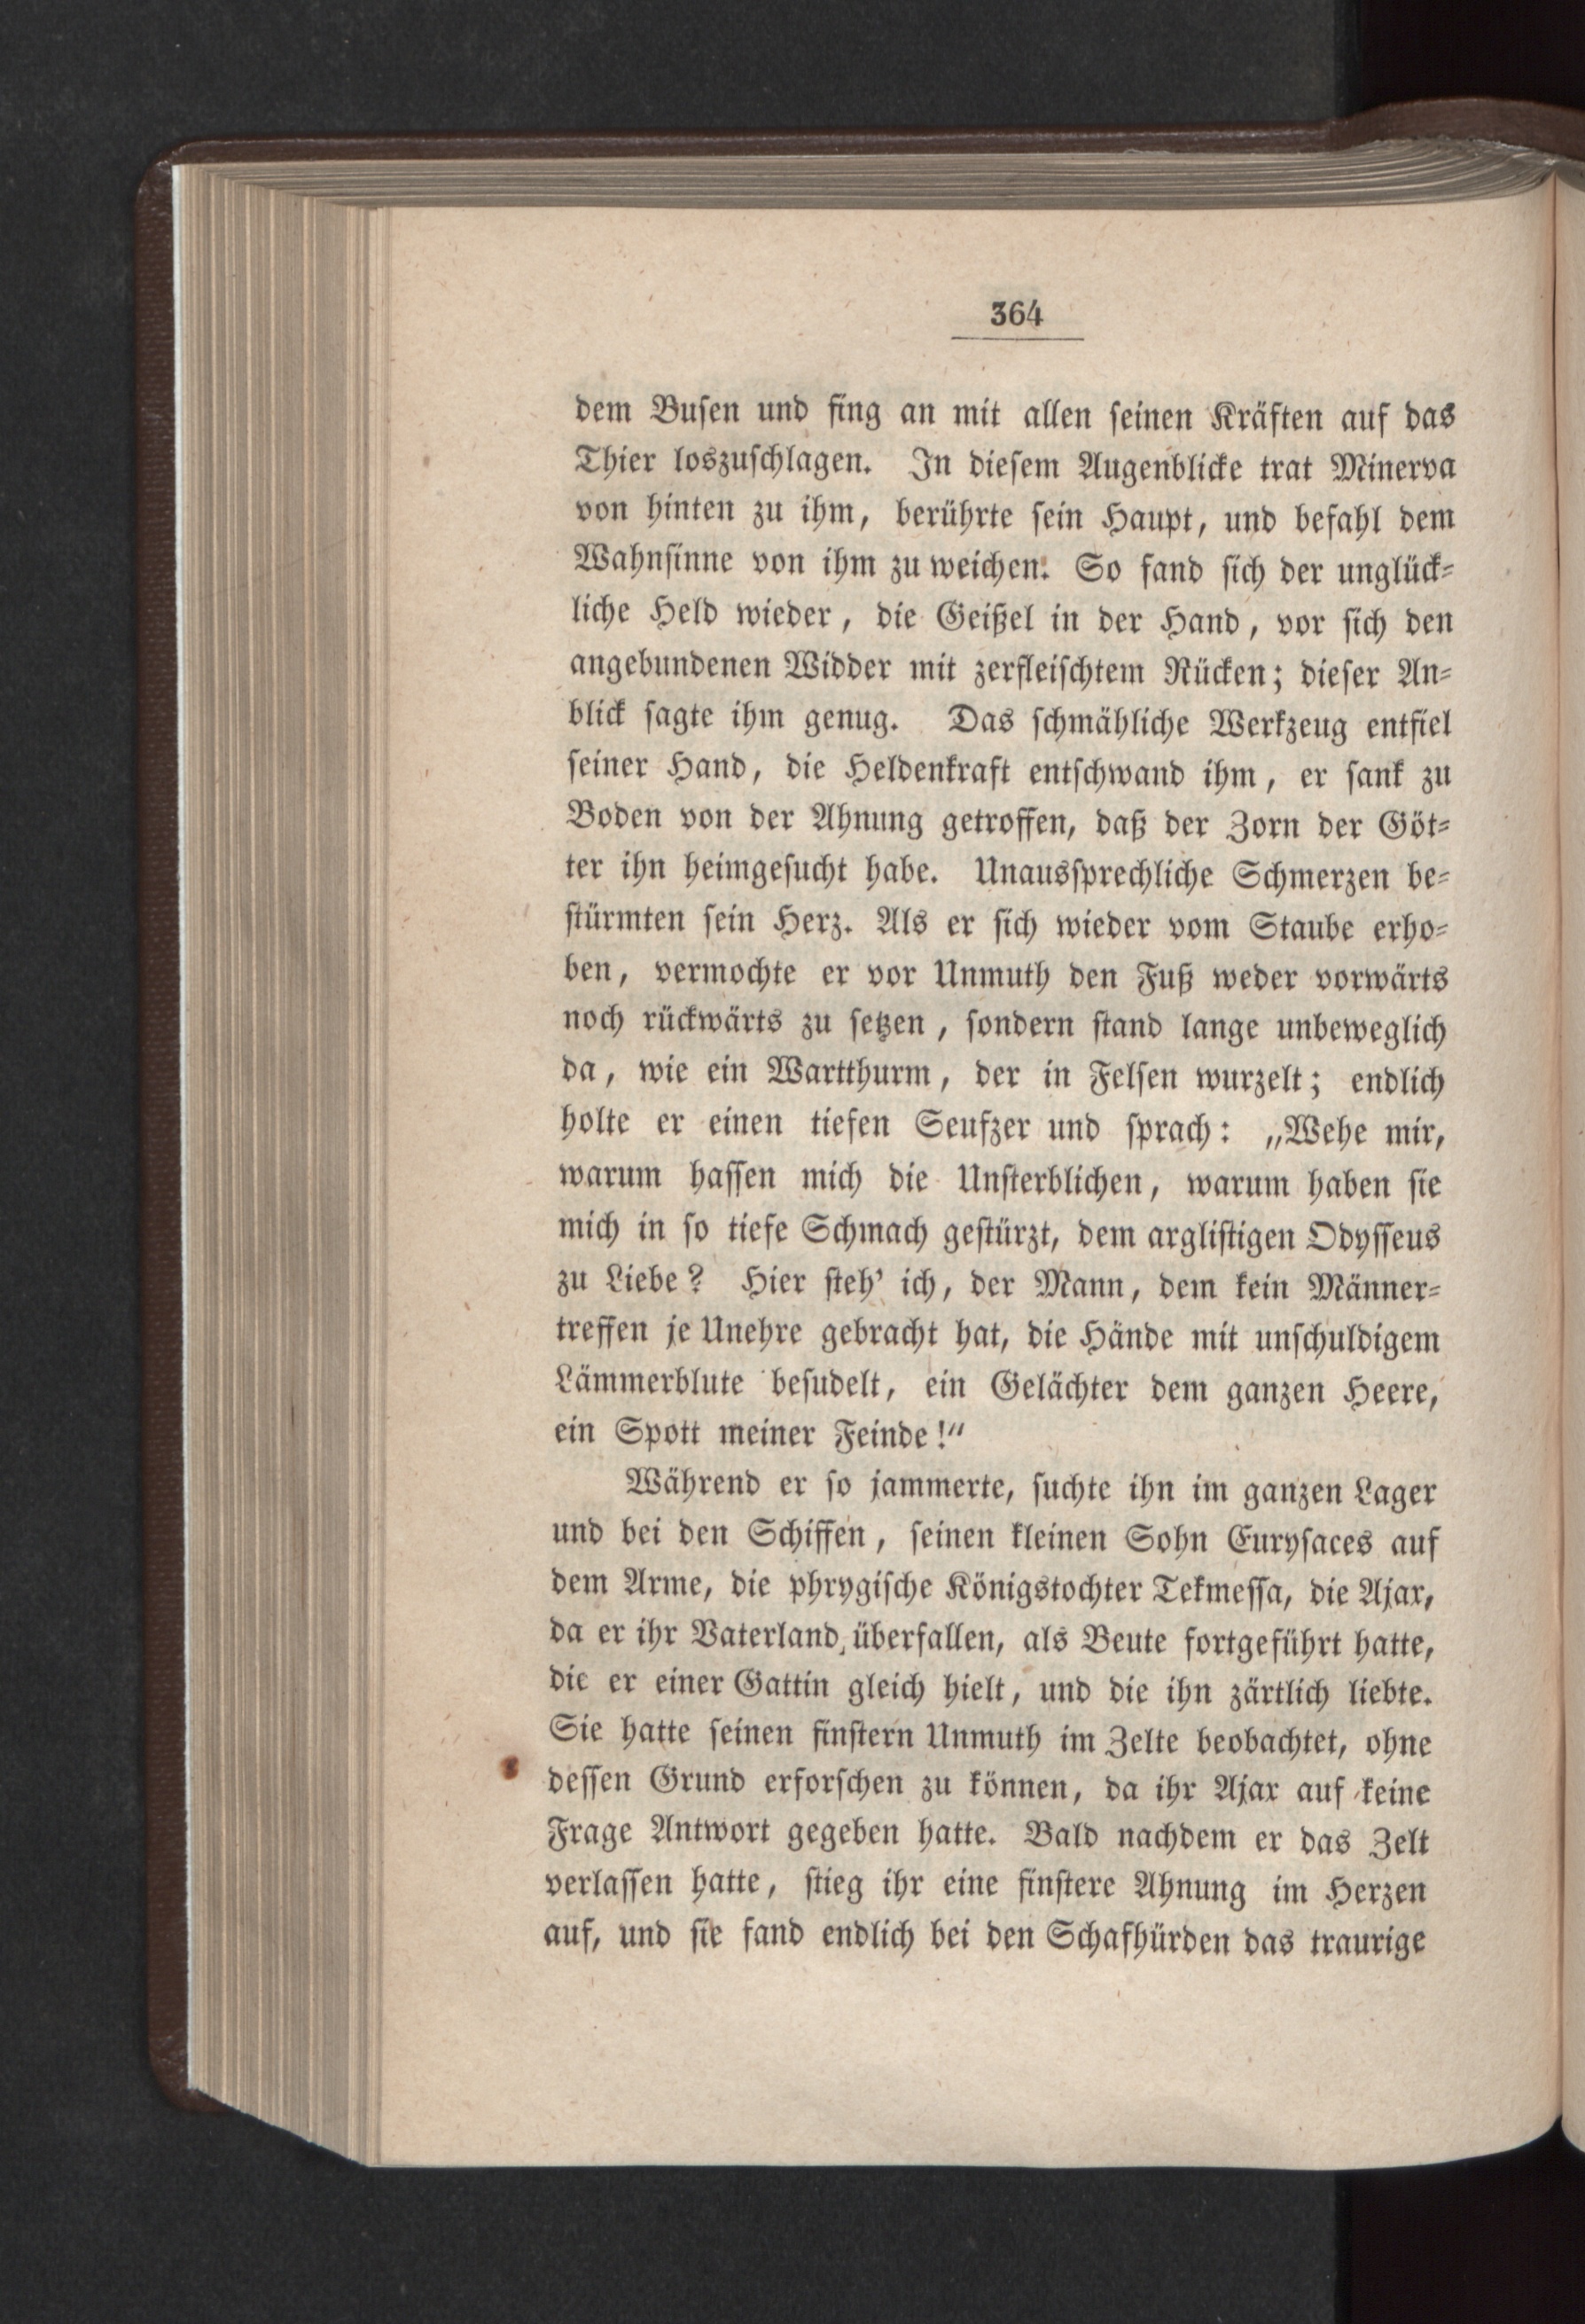 364
dem Busen und fing an mit allen seinen Kräften auf das
Thier loszuschlagen. In diesem Augenblicke trat Minerva
von hinten zu ihm, berührte sein Haupt, und befahl dem
Wahnsinne von ihm zu weichen. So fand sich der unglück-
liche Held wieder, die Geißel in der Hand, vor sich den
angebundenen Widder mit zerfleischtem Rücken; dieser An-
blick sagte ihm genug. Das schmähliche Werkzeug entfiel
seiner Hand, die Heldenkraft entschwand ihm, er sank zu
Boden von der Ahnung getroffen, daß der Zorn der Göt-
ter ihn heimgesucht habe. Unaussprechliche Schmerzen be-
stürmten sein Herz. Als er sich wieder vom Staube erho-
ben, vermochte er vor Unmuth den Fuß weder vorwärts
noch rückwärts zu setzen, sondern stand lange unbeweglich
da, wie ein Wartthurm, der in Felsen wurzelt; endlich
holte er einen tiefen Seufzer und sprach: „Wehe mir,
warum hassen mich die Unsterblichen, warum haben sie
mich in so tiefe Schmach gestürzt, dem arglistigen Odysseus
zu Liebe? Hier steh' ich, der Mann, dem kein Männer-
treffen je Unehre gebracht hat, die Hände mit unschuldigem
Lämmerblute besudelt, ein Gelächter dem ganzen Heere,
ein Spott meiner Feinde!“
Während er so jammerte, suchte ihn im ganzen Lager
und bei den Schiffen, seinen kleinen Sohn Eurysaces auf
dem Arme, die phrygische Königstochter Tekmessa, die Ajax,
da er ihr Vaterland überfallen, als Beute fortgeführt hatte,
die er einer Gattin gleich hielt, und die ihn zärtlich liebte.
Sie hatte seinen finstern Unmuth im Zelte beobachtet, ohne
dessen Grund erforschen zu können, da ihr Ajax auf keine
Frage Antwort gegeben hatte. Bald nachdem er das Zelt
verlassen hatte, stieg ihr eine finstere Ahnung im Herzen
auf, und sie fand endlich bei den Schafhürden das traurige